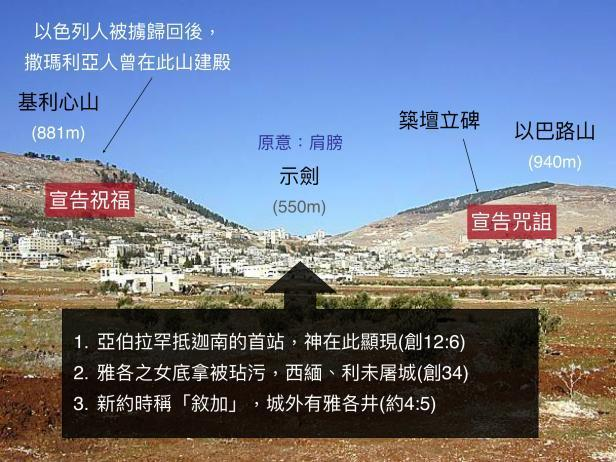 以色列人被擄歸回後，
撒瑪利亞人曾在此山建殿
基利心山
(881m)
宣告祝福
原意：肩膀
示劍
(550m)
築壇立碑
以巴路山
(940m)
宣告咒詛
1. 亞伯拉罕抵迦南的首站，神在此顯現(創12:6)
2. 雅各之女底拿被玷污，西緬、利未屠城(創34)
3. 新約時稱「敘加」，城外有雅各井(約4:5)